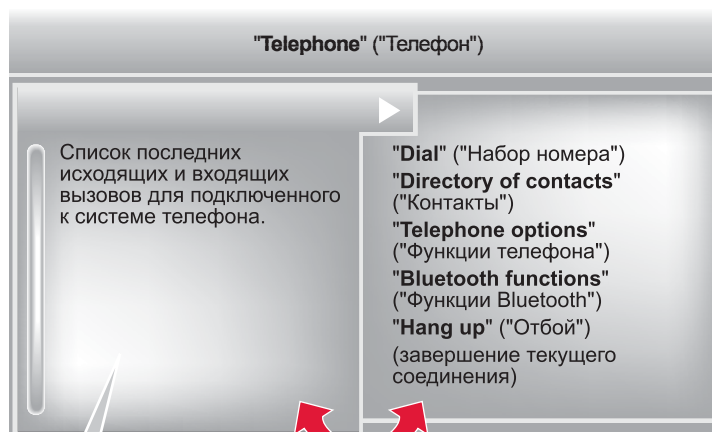 "Telephone" ("Телефон")
Список последних
исходящих и входящих
вызовов для подключенного
к системе телефона.
"Dial" ("Набор номера")
"Directory of contacts"
("Контакты")
"Telephone options"
("Функции телефона")
"Bluetooth functions"
("Функции Bluetooth")
"Hang up" ("Отбой")
(завершение текущего
соединения)